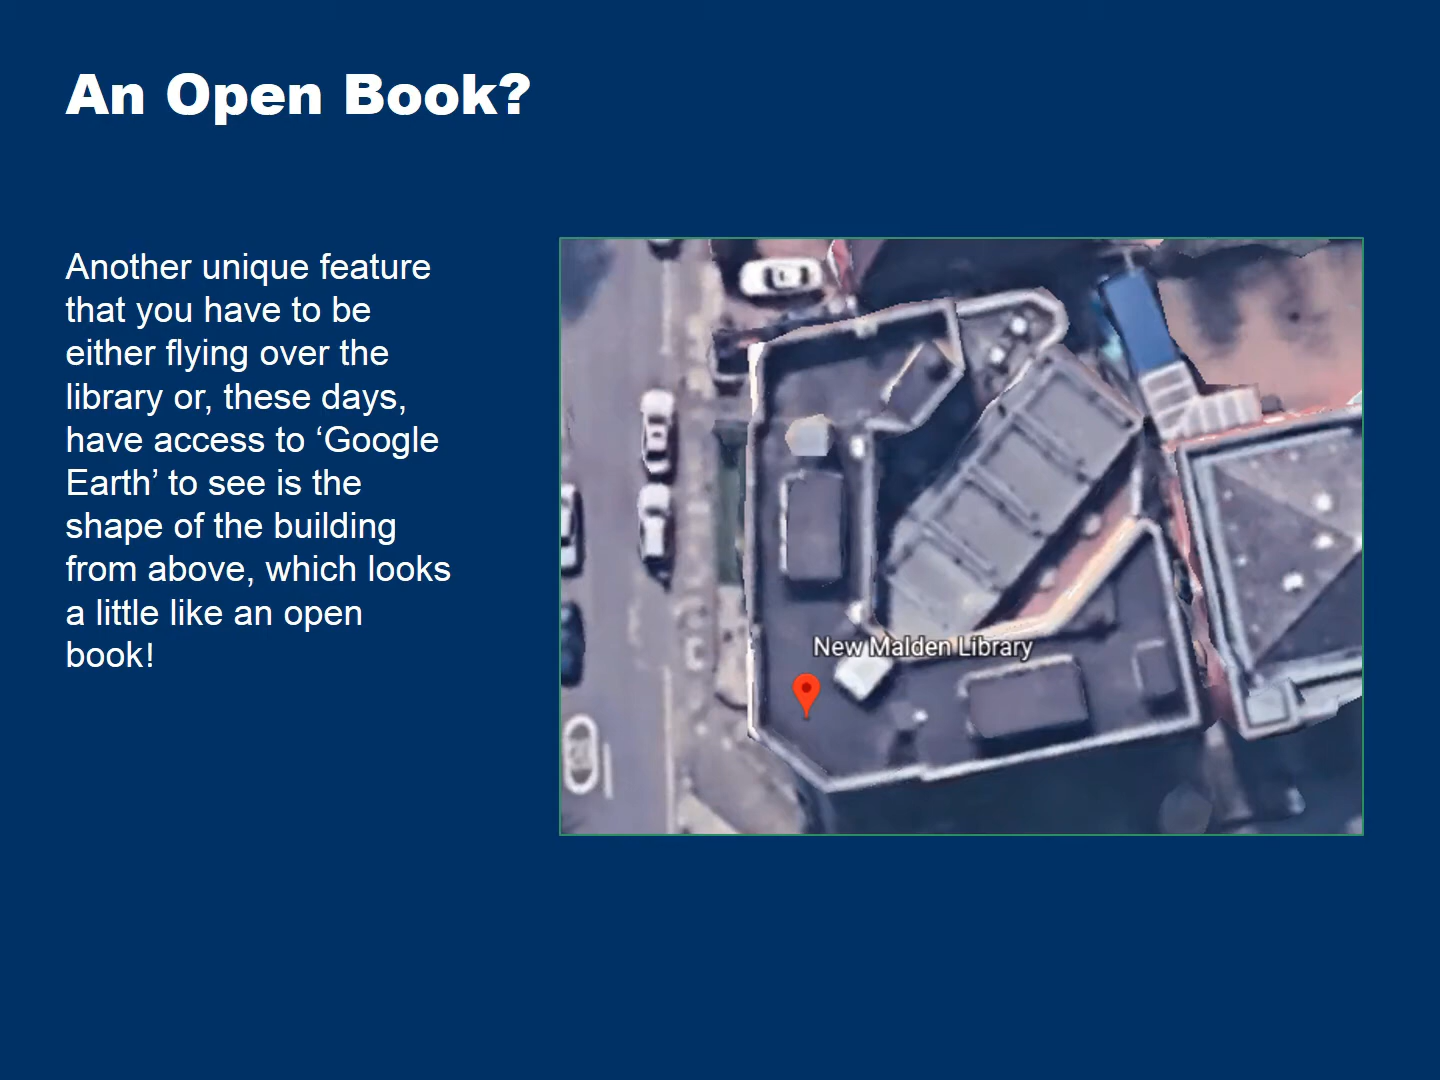 An Open Book?
Another unique feature
that you have to be
either flying over the
library or, these days,
have access to ‘Google
Earth’ to see is the
shape of the building
from above, which looks
a little like an open
book!
New Malden Library